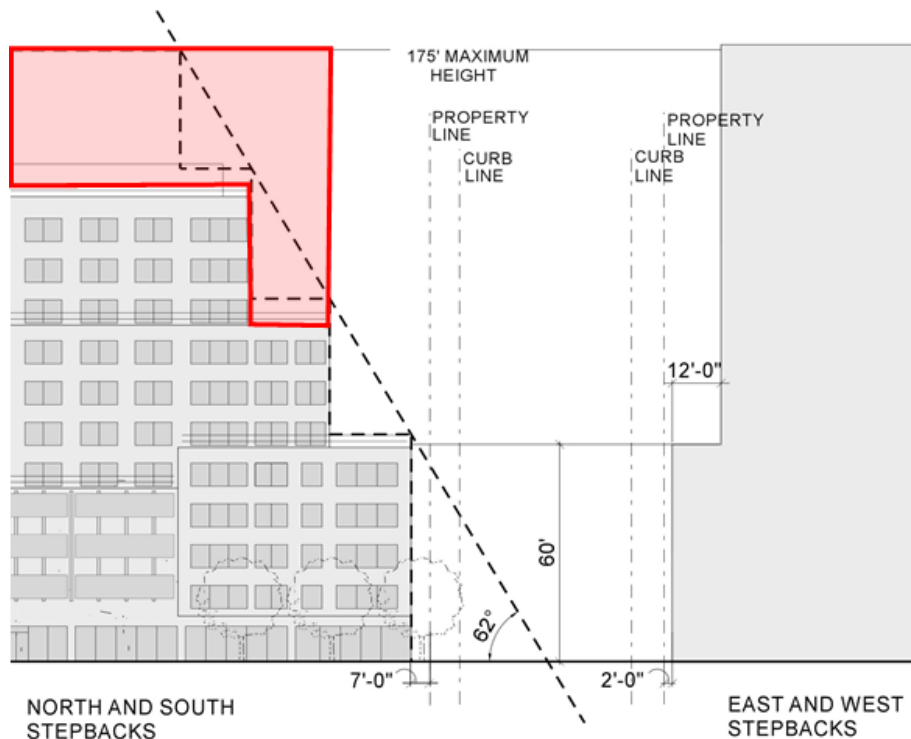 175' MAXIMUM
HEIGHT
PROPERTY
LINE
PROPERTY
LINE
CURB
LINE
CURB
LINE
12'-0"
60'
62°
7'-0"
2'-0"
NORTH AND SOUTH
STEPBACKS
EAST AND WEST
STEPBACKS